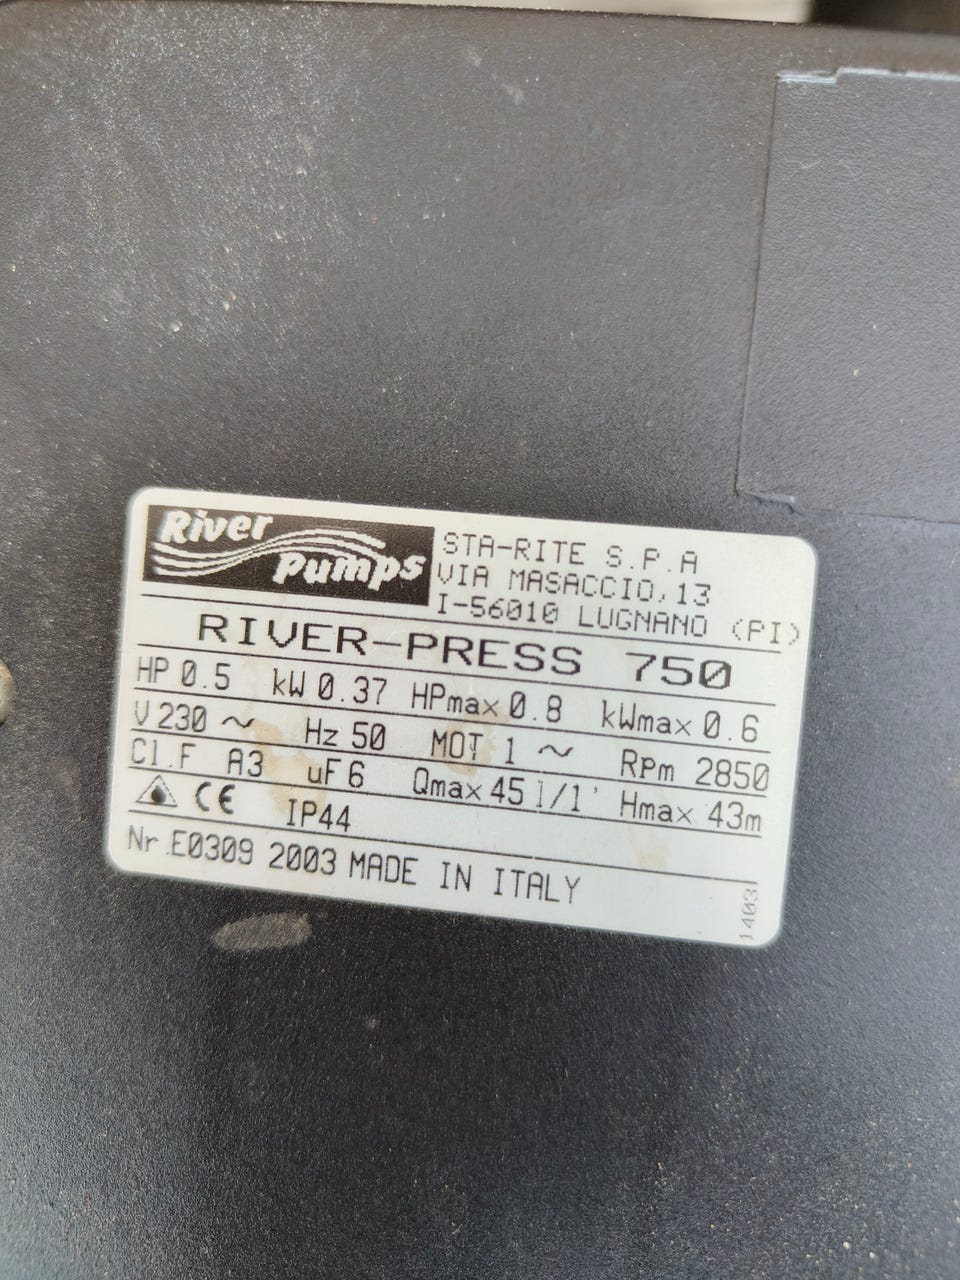 River
Pumps
STA-RITE S.P.A
VIA MASACCIO,13
I-56010 LUGNANO (PI)
RIVER-PRESS 750
HP 0.5 kW 0.37 HPmax 0.8 kWmax 0.6
V 230 ~ Hz 50 MOT 1 ~ Rpm 2850
Cl.F A3 uF 6 Qmax 45 l/1' Hmax 43m
CE IP44
Nr.E0309 2003 MADE IN ITALY
1403